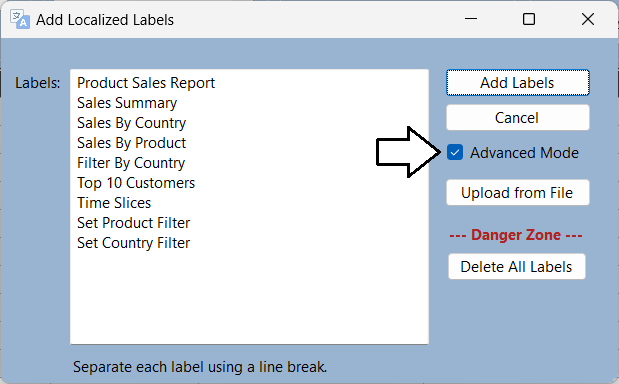 Add Localized Labels
Labels:
Product Sales Report
Sales Summary
Sales By Country
Sales By Product
Filter By Country
Top 10 Customers
Time Slices
Set Product Filter
Set Country Filter
Separate each label using a line break.
Add Labels
Cancel
Advanced Mode
Upload from File
--- Danger Zone ---
Delete All Labels